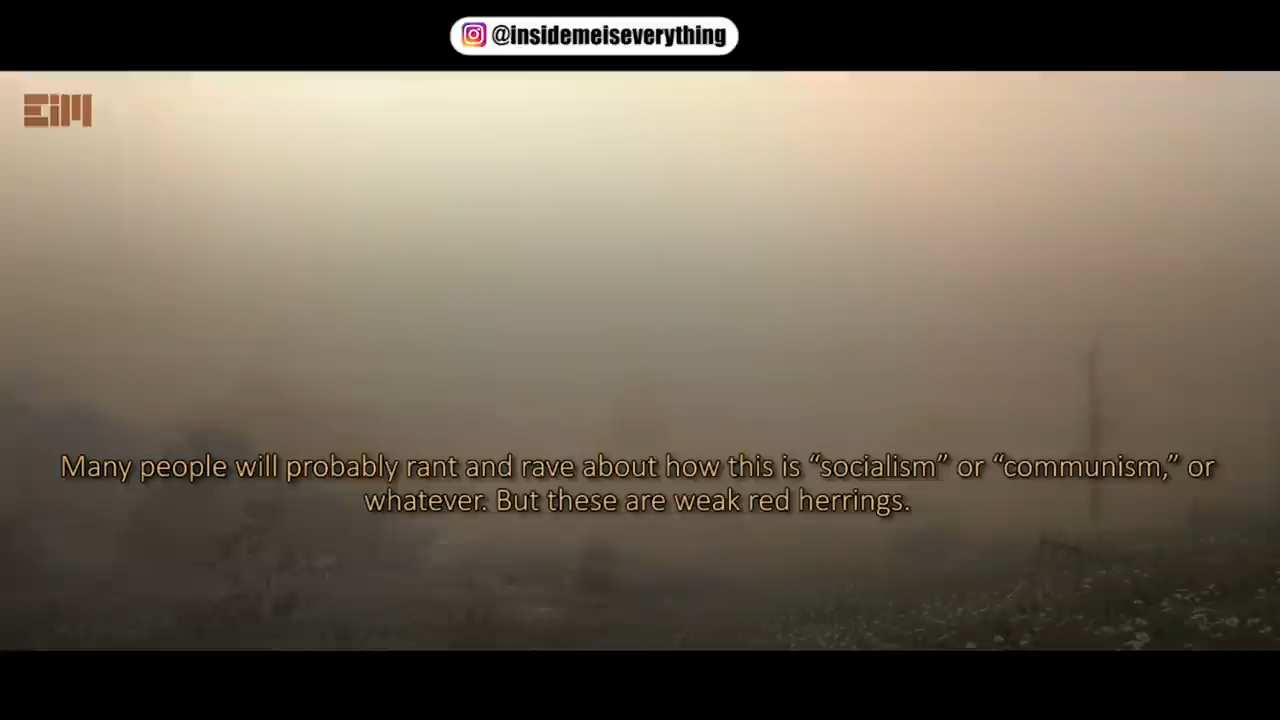 @insidemeiseverything
EiM
Many people will probably rant and rave about how this is “socialism” or “communism,” or
whatever. But these are weak red herrings.